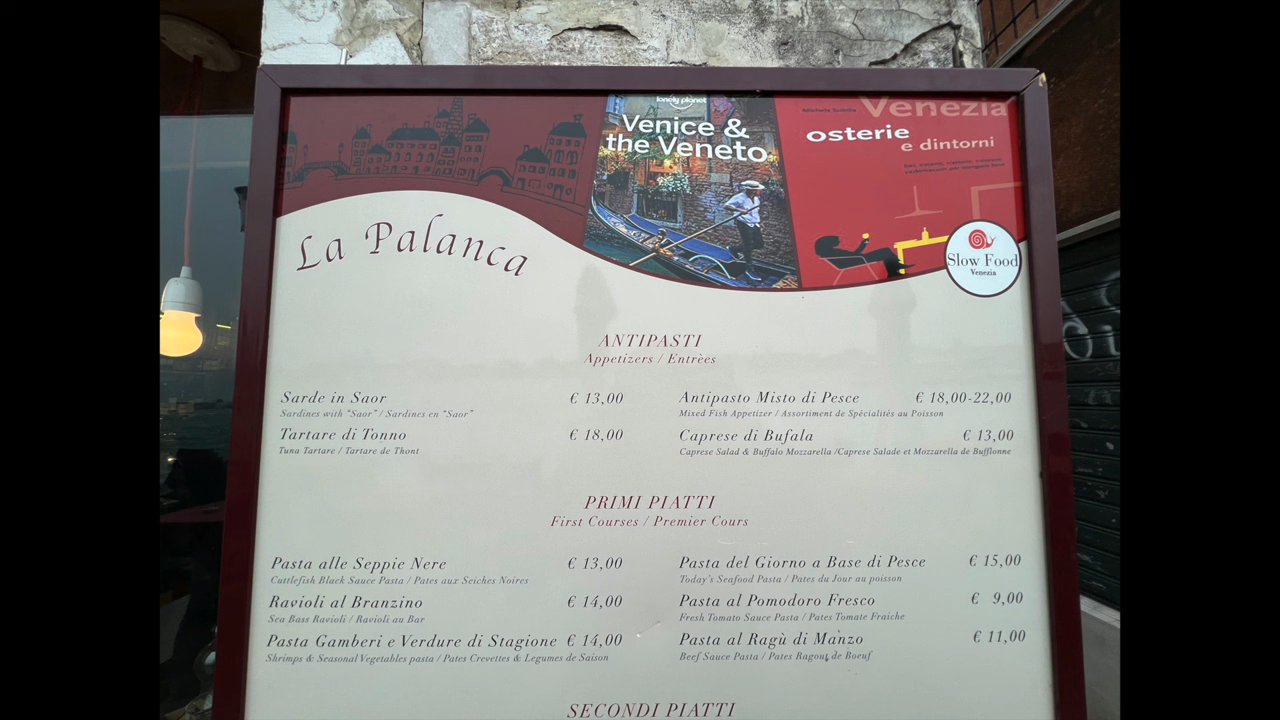 lonely planet
Venice &
the Veneto
Venezia
osterie
e dintorni
Slow Food
Venezia
La Palanca
ANTIPASTI
Appetizers / Entrèes
Sarde in Saor € 13,00
Sardines with "Saor" / Sardines en "Saor"
Tartare di Tonno € 18,00
Tuna Tartare / Tartare de Thont
Antipasto Misto di Pesce € 18,00-22,00
Mixed Fish Appetizer / Assortiment de Spècialitès au Poisson
Caprese di Bufala € 13,00
Caprese Salad & Buffalo Mozzarella /Caprese Salade et Mozzarella de Bufflonne
PRIMI PIATTI
First Courses / Premier Cours
Pasta alle Seppie Nere € 13,00
Cuttlefish Black Sauce Pasta / Pates aux Seiches Noires
Ravioli al Branzino € 14,00
Sea Bass Ravioli / Ravioli au Bar
Pasta Gamberi e Verdure di Stagione € 14,00
Shrimps & Seasonal Vegetables pasta / Pates Crevettes & Legumes de Saison
Pasta del Giorno a Base di Pesce € 15,00
Today's Seafood Pasta / Pates du Jour au poisson
Pasta al Pomodoro Fresco € 9,00
Fresh Tomato Sauce Pasta / Pates Tomate Fraiche
Pasta al Ragù di Manzo € 11,00
Beef Sauce Pasta / Pates Ragout de Boeuf
SECONDI PIATTI